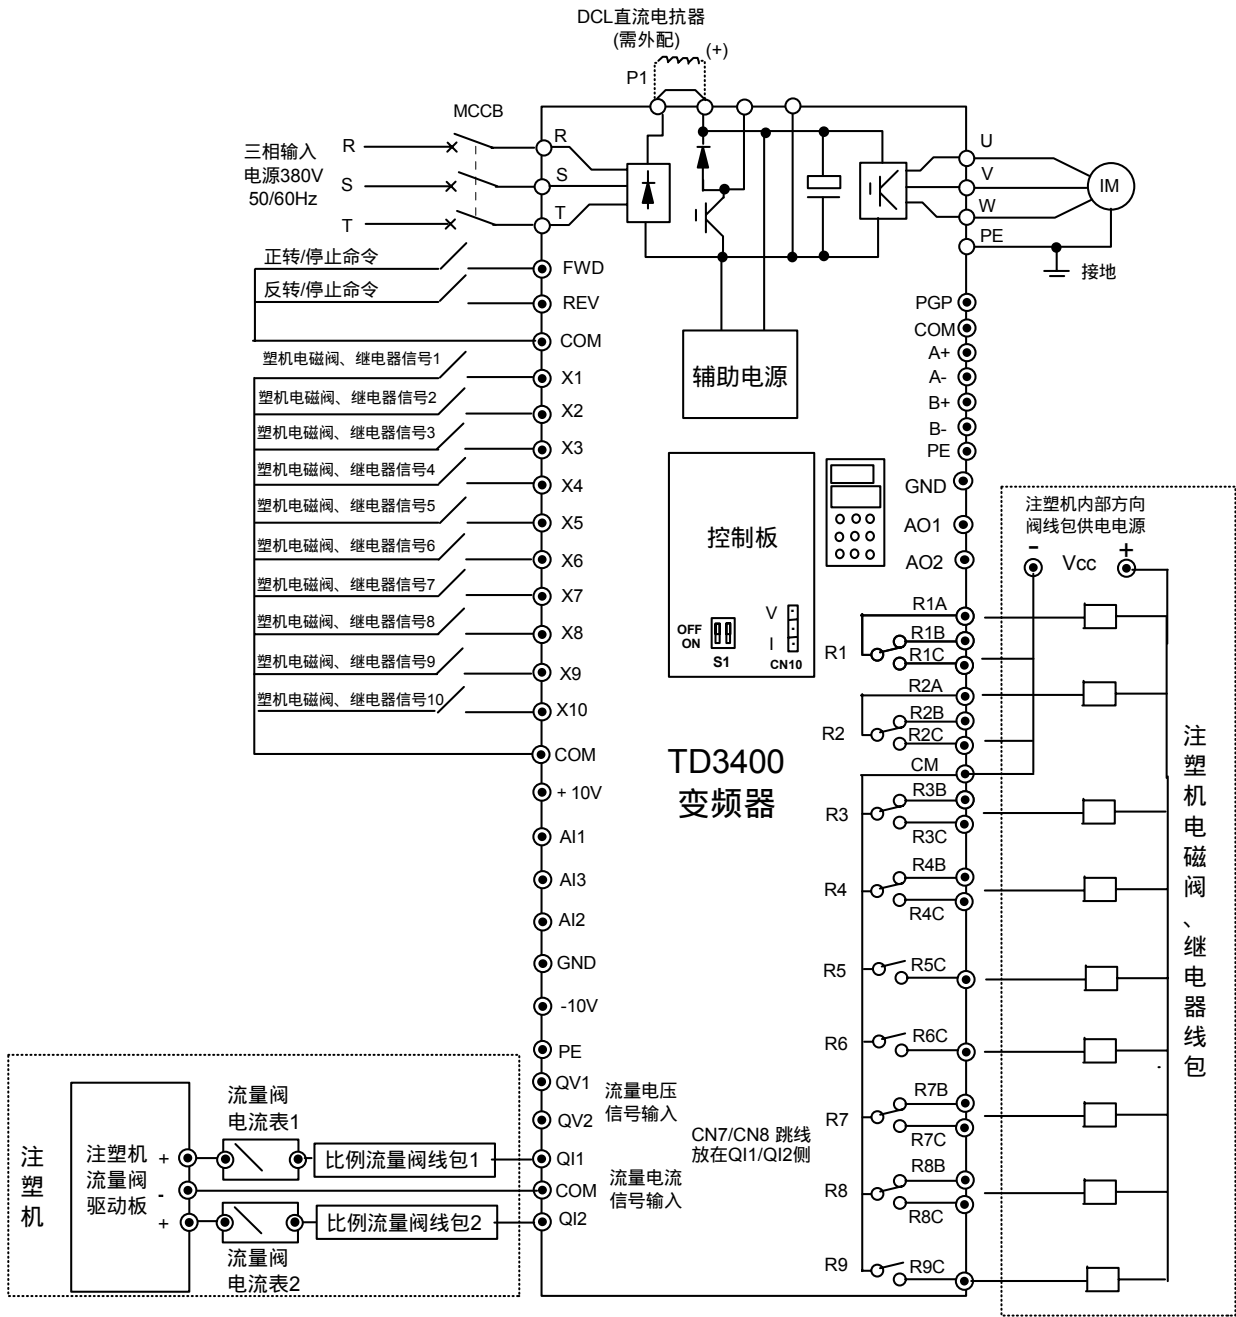 DCL直流电抗器
(需外配)
(+)
P1
MCCB
三相输入
电源380V
50/60Hz
R
S
T
R
S
T
U
V
W
PE
IM
接地
正转/停止命令
反转/停止命令
FWD
REV
COM
塑机电磁阀、继电器信号1
塑机电磁阀、继电器信号2
塑机电磁阀、继电器信号3
塑机电磁阀、继电器信号4
塑机电磁阀、继电器信号5
塑机电磁阀、继电器信号6
塑机电磁阀、继电器信号7
塑机电磁阀、继电器信号8
塑机电磁阀、继电器信号9
塑机电磁阀、继电器信号10
X1
X2
X3
X4
X5
X6
X7
X8
X9
X10
COM
+10V
AI1
AI3
AI2
GND
-10V
PE
QV1
QV2
QI1
COM
QI2
流量电压
信号输入
流量电流
信号输入
CN7/CN8 跳线
放在QI1/QI2侧
辅助电源
控制板
OFF
ON
S1
V
I
CN10
TD3400
变频器
PGP
COM
A+
A-
B+
B-
PE
GND
AO1
AO2
R1
R1A
R1B
R1C
R2
R2A
R2B
R2C
CM
R3
R3B
R3C
R4
R4B
R4C
R5
R5C
R6
R6C
R7
R7B
R7C
R8
R8B
R8C
R9
R9C
注塑机内部方向
阀线包供电电源
- Vcc +
注塑机电磁阀、继电器线包
注塑机
注塑机
流量阀
驱动板
+
-
+
流量阀
电流表1
比例流量阀线包1
比例流量阀线包2
流量阀
电流表2